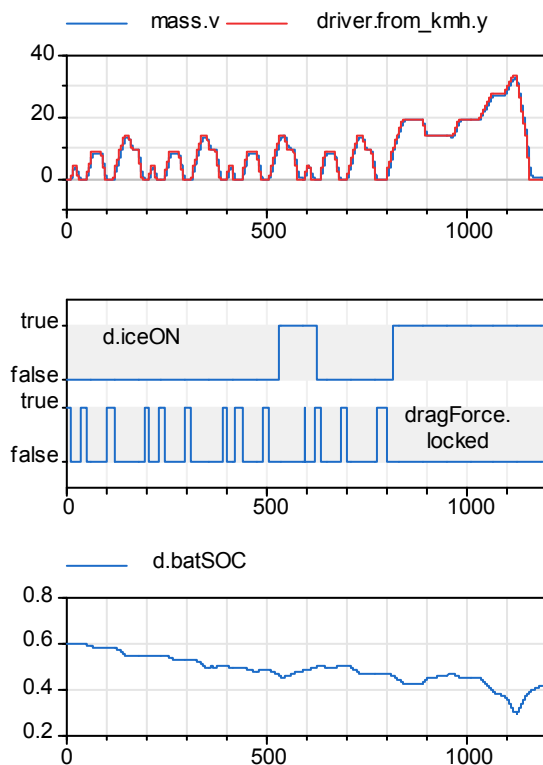 mass.v driver.from_kmh.y
40
20
0
0 500 1000
true
d.iceON
false
true
dragForce.
locked
false
0 500 1000
d.batSOC
0.8
0.6
0.4
0.2
0 500 1000